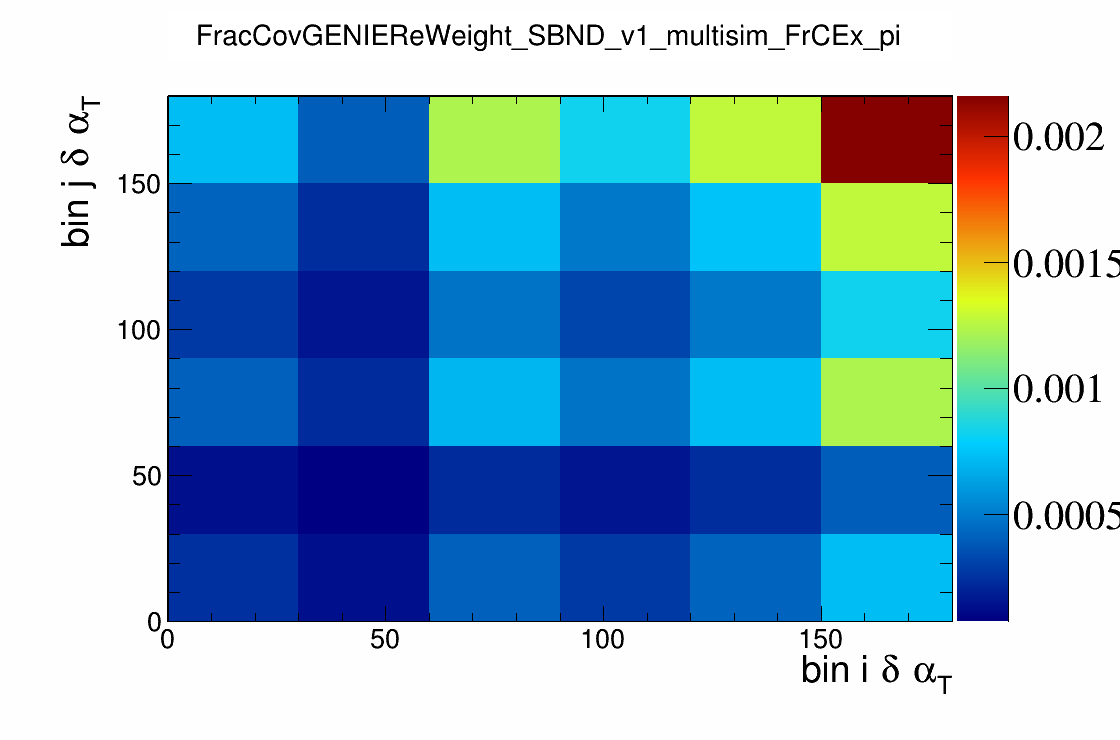 FracCovGENIEReWeight_SBND_v1_multisim_FrCEx_pi
bin j δ α_T
150
100
50
0
0 50 100 150
bin i δ α_T
0.002
0.0015
0.001
0.0005